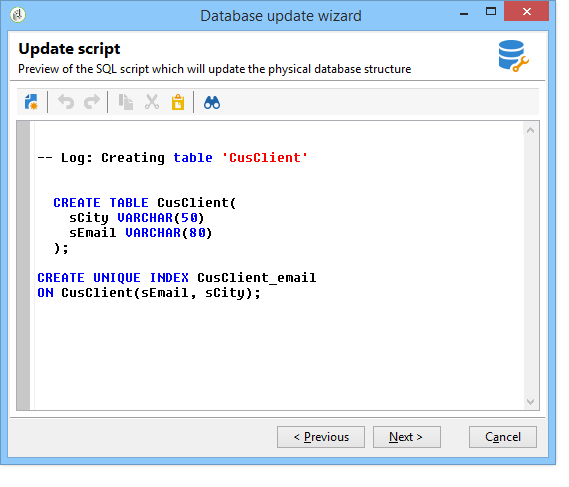 Database update wizard
Update script
Preview of the SQL script which will update the physical database structure
-- Log: Creating table 'CusClient'
CREATE TABLE CusClient(
sCity VARCHAR(50)
sEmail VARCHAR(80)
);
CREATE UNIQUE INDEX CusClient_email
ON CusClient(sEmail, sCity);
< Previous
Next >
Cancel